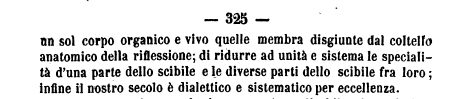 — 325 —
un sol corpo organico e vivo quelle membra disgiunte dal coltello
anatomico della riflessione; di ridurre ad unità e sistema le speciali-
tà d'una parte dello scibile e le diverse parti dello scibile fra loro;
infine il nostro secolo è dialettico e sistematico per eccellenza.